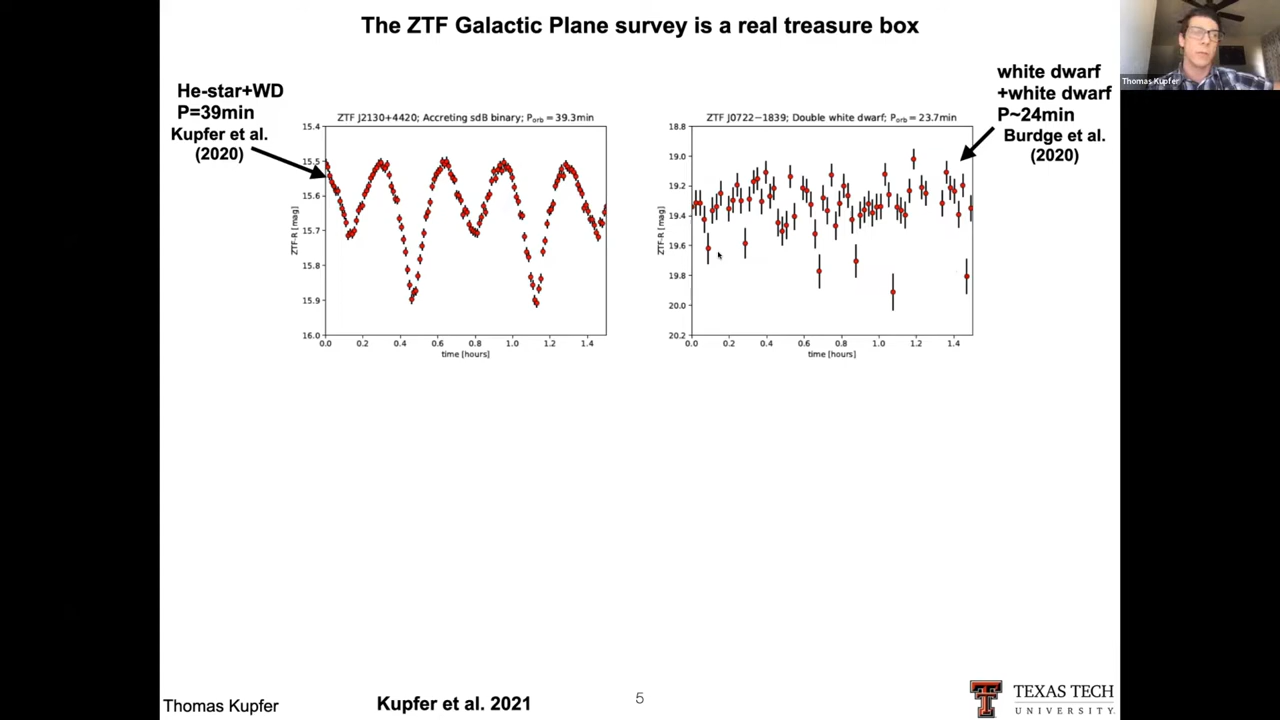 The ZTF Galactic Plane survey is a real treasure box
Thomas Kupfer
He-star+WD
P=39min
Kupfer et al.
(2020)
white dwarf
+white dwarf
P~24min
Burdge et al.
(2020)
ZTF J2130+4420; Accreting sdB binary; P_orb = 39.3min
15.4
15.5
15.6
15.7
15.8
15.9
16.0
ZTF-R [mag]
0.0 0.2 0.4 0.6 0.8 1.0 1.2 1.4
time [hours]
ZTF J0722−1839; Double white dwarf, P_orb = 23.7min
18.8
19.0
19.2
19.4
19.6
19.8
20.0
20.2
ZTF-R [mag]
0.0 0.2 0.4 0.6 0.8 1.0 1.2 1.4
time [hours]
Thomas Kupfer
Kupfer et al. 2021
5
TEXAS TECH
UNIVERSITY.